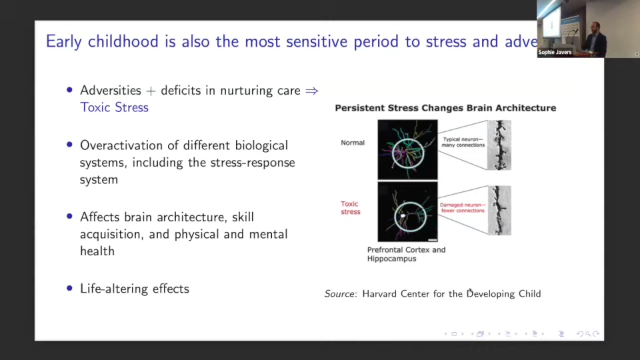 Early childhood is also the most sensitive period to stress and adve
Sophie Javers
• Adversities + deficits in nurturing care ⇒
Toxic Stress
• Overactivation of different biological
systems, including the stress-response
system
• Affects brain architecture, skill
acquisition, and physical and mental
health
• Life-altering effects
Persistent Stress Changes Brain Architecture
Normal
Typical neuron—
many connections
Toxic
stress
Damaged neuron—
fewer connections
Prefrontal Cortex and
Hippocampus
Source: Harvard Center for the Developing Child